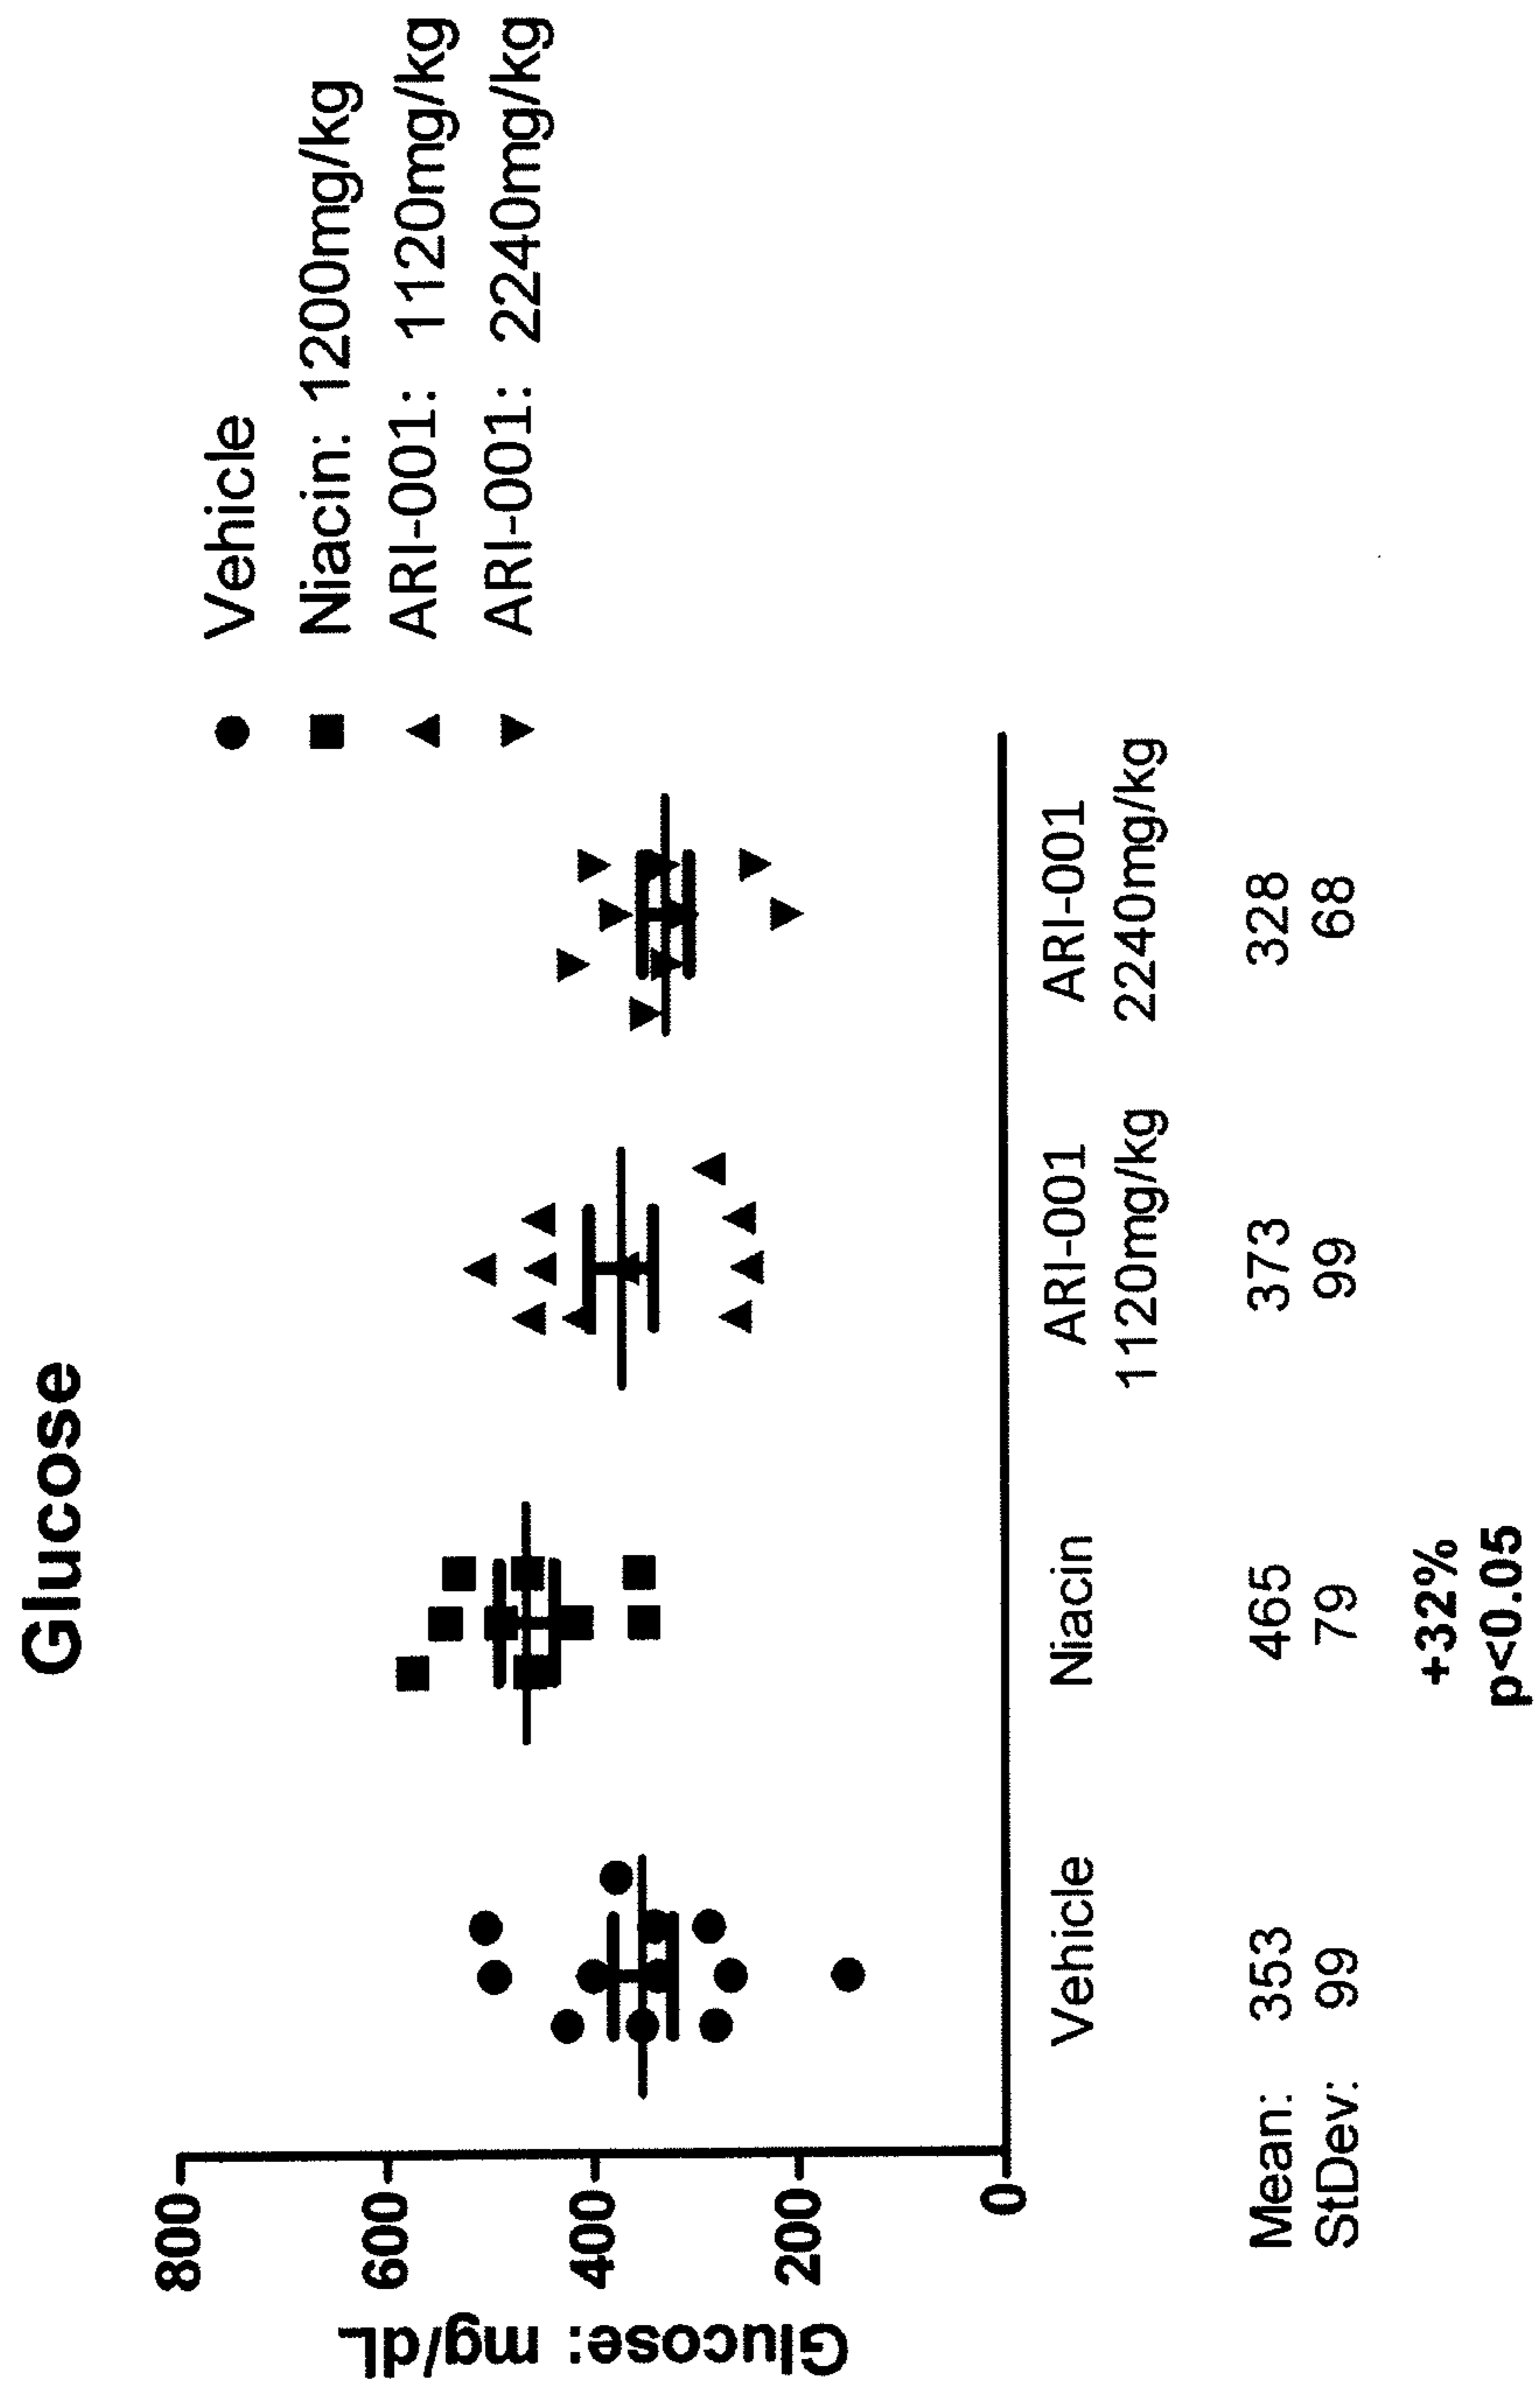 Glucose
Vehicle
Niacin: 1200mg/kg
ARI-001: 1120mg/kg
ARI-001: 2240mg/kg
Glucose: mg/dL
800
600
400
200
0
Vehicle Niacin ARI-001 ARI-001
1120mg/kg 2240mg/kg
Mean: 353 465 373 328
StDev: 99 79 99 68
+32%
p<0.05